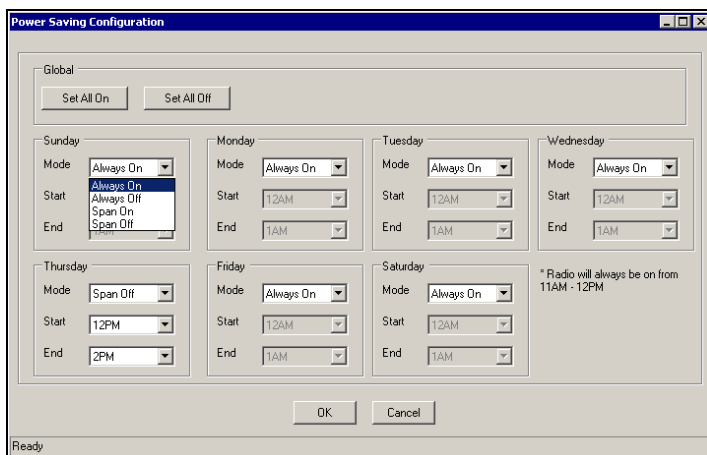 Power Saving Configuration
Global
Set All On Set All Off
Sunday Monday Tuesday Wednesday
Mode Always On Mode Always On Mode Always On Mode Always On
Always On
Always Off
Span On
Span Off
Start Start 12AM Start 12AM Start 12AM
End 1AM End 1AM End 1AM End 1AM
Thursday Friday Saturday
Mode Span Off Mode Always On Mode Always On
Start 12PM Start 12AM Start 12AM
End 2PM End 1AM End 1AM
* Radio will always be on from
11AM - 12PM
OK Cancel
Ready